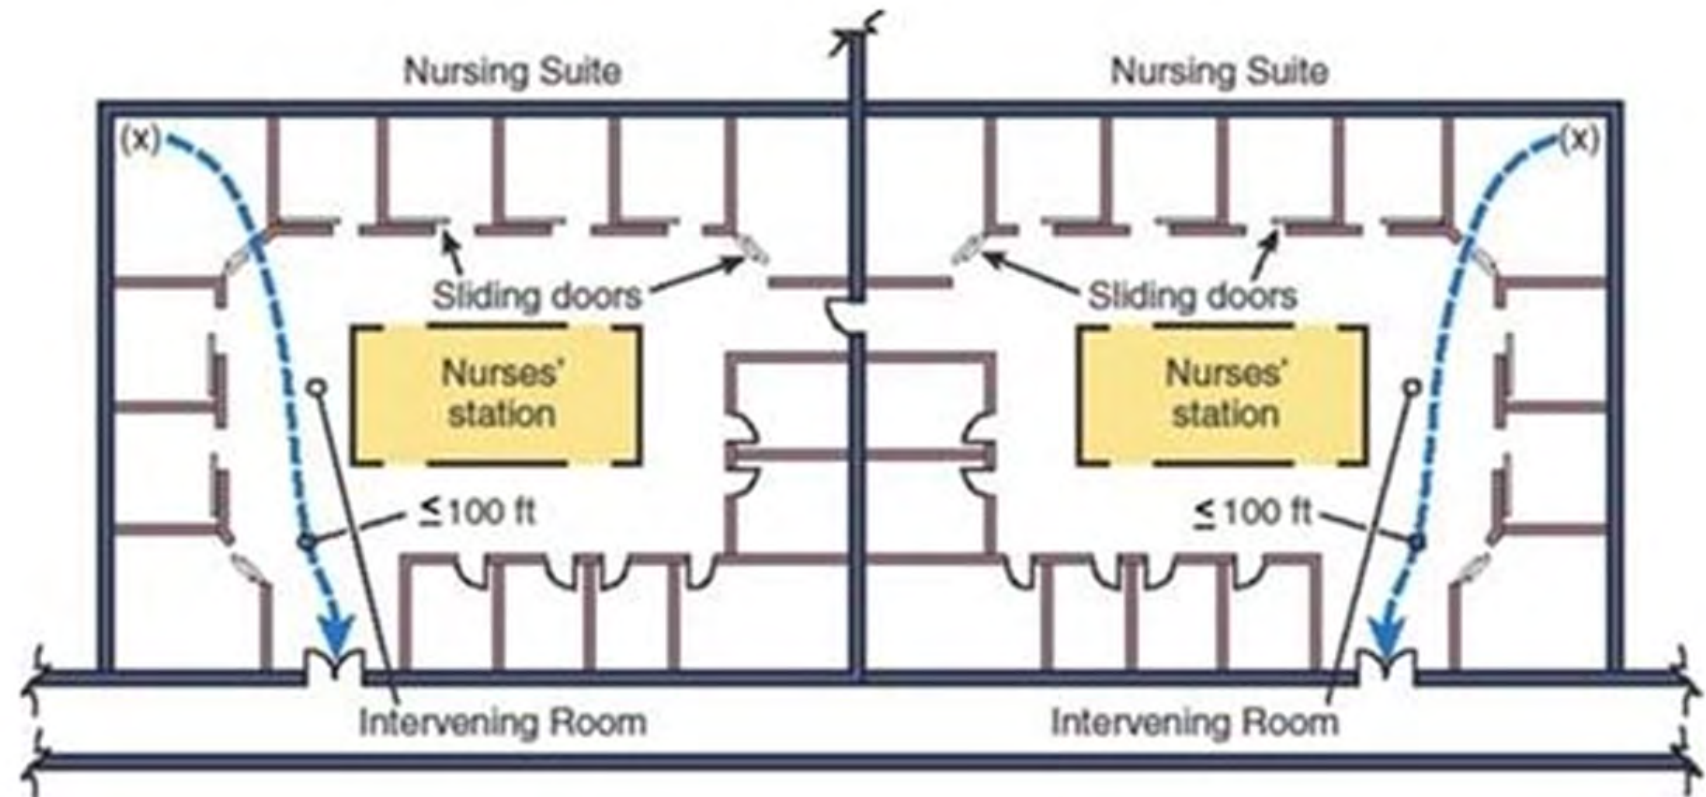 Nursing Suite
Nursing Suite
(x)
(x)
Sliding doors
Sliding doors
Nurses'
station
Nurses'
station
≤ 100 ft
≤ 100 ft
Intervening Room
Intervening Room